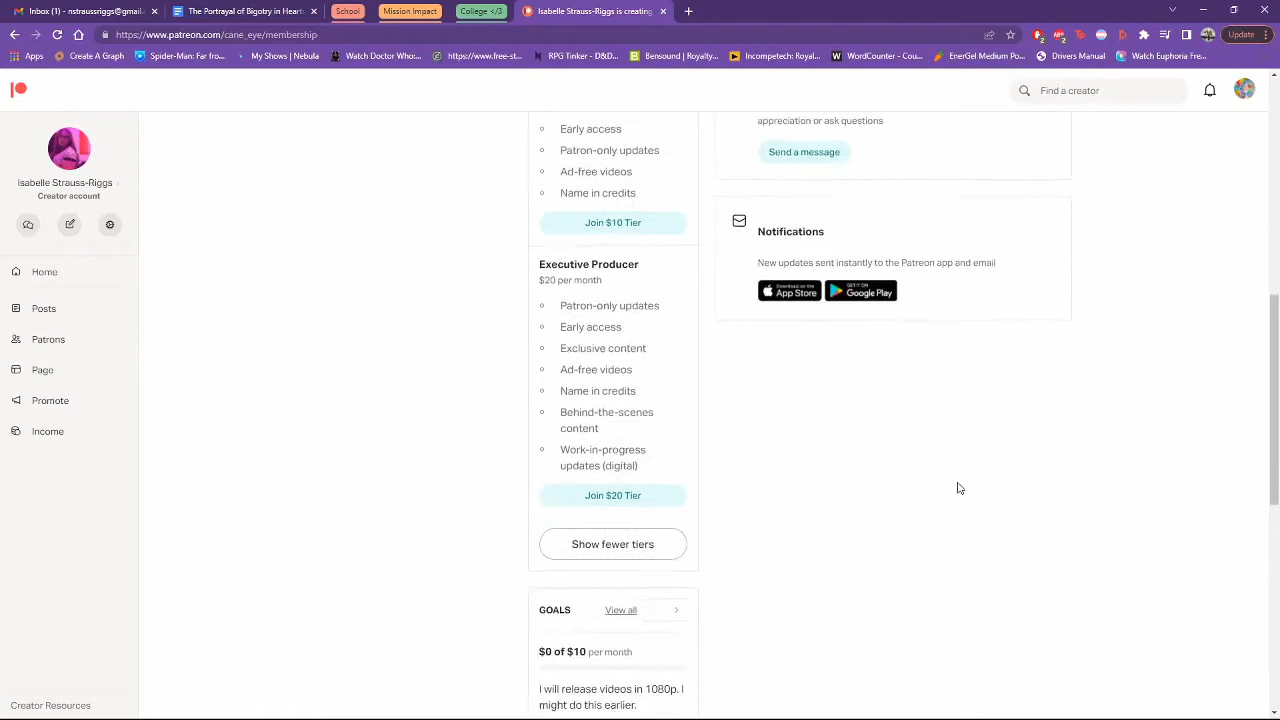 Inbox (1) - nstraussriggs@gmail.
The Portrayal of Bigotry in Heart
School
Mission Impact
College </3
Isabelle Strauss-Riggs is creating
https://www.patreon.com/cane_eye/membership
Update
Apps
Create A Graph
Spider-Man: Far fro...
My Shows | Nebula
Watch Doctor Who:...
https://www.free-st...
RPG Tinker - D&D...
Bensound | Royalty...
Incompetech: Royal...
WordCounter - Cou...
EnerGel Medium Po...
Drivers Manual
Watch Euphoria Fre...
Find a creator
Isabelle Strauss-Riggs
Creator account
Home
Posts
Patrons
Page
Promote
Income
Creator Resources
Early access
Patron-only updates
Ad-free videos
Name in credits
Join $10 Tier
Executive Producer
$20 per month
Patron-only updates
Early access
Exclusive content
Ad-free videos
Name in credits
Behind-the-scenes
content
Work-in-progress
updates (digital)
Join $20 Tier
Show fewer tiers
GOALS
View all
$0 of $10 per month
I will release videos in 1080p. I
might do this earlier.
appreciation or ask questions
Send a message
Notifications
New updates sent instantly to the Patreon app and email
Download on the
App Store
GET IT ON
Google Play